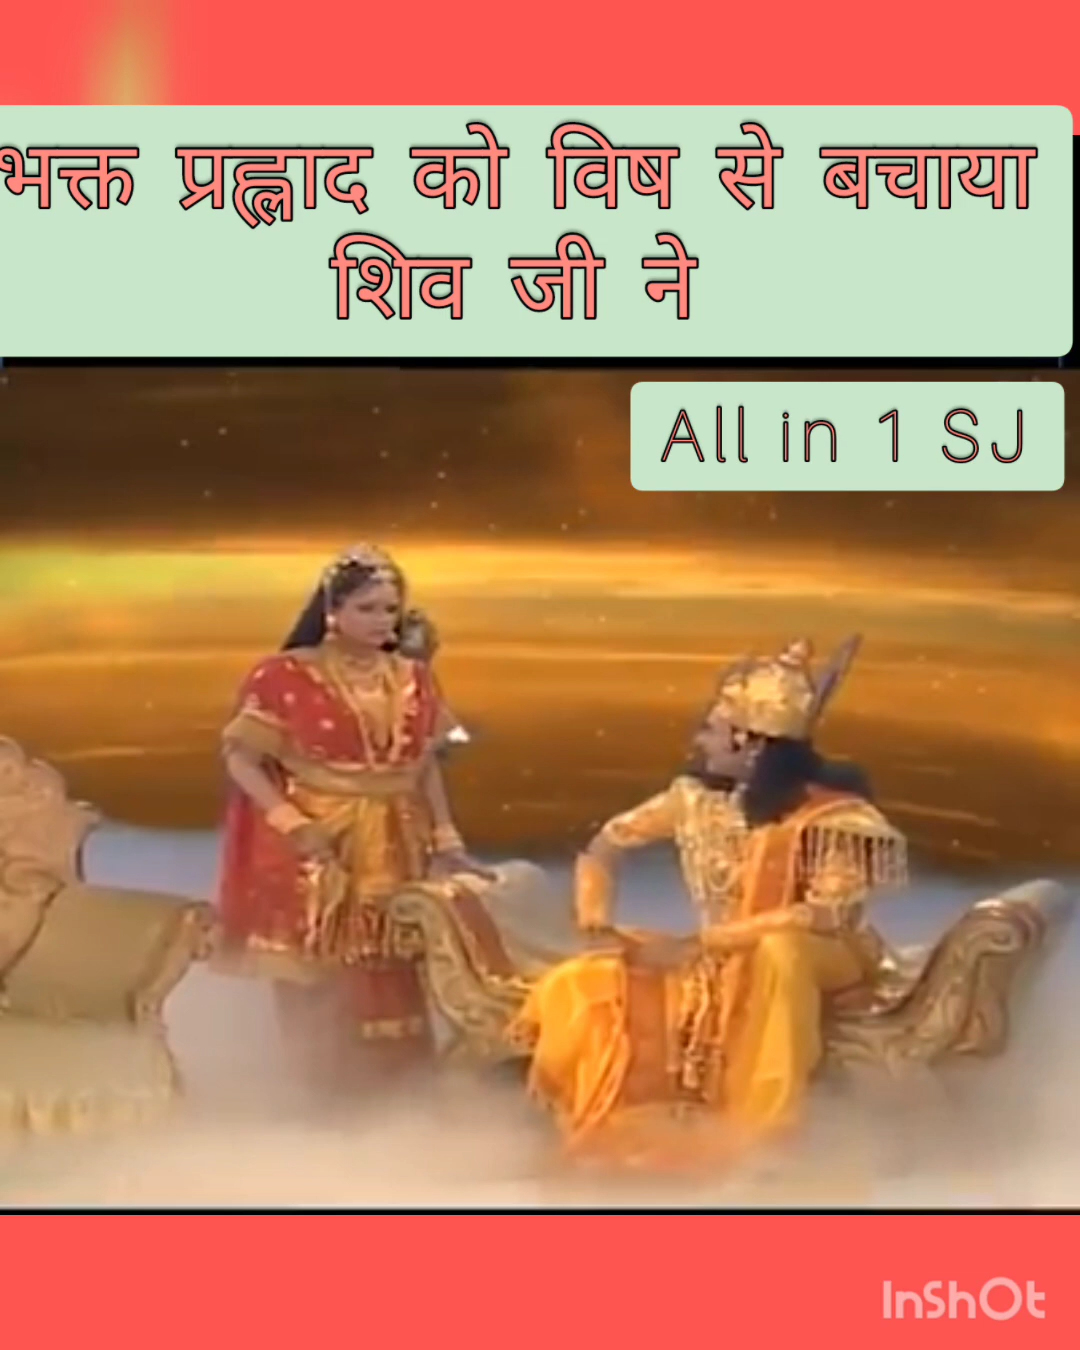 भक्त प्रह्लाद को विष से बचाया
शिव जी ने
All in 1 SJ
InShOt